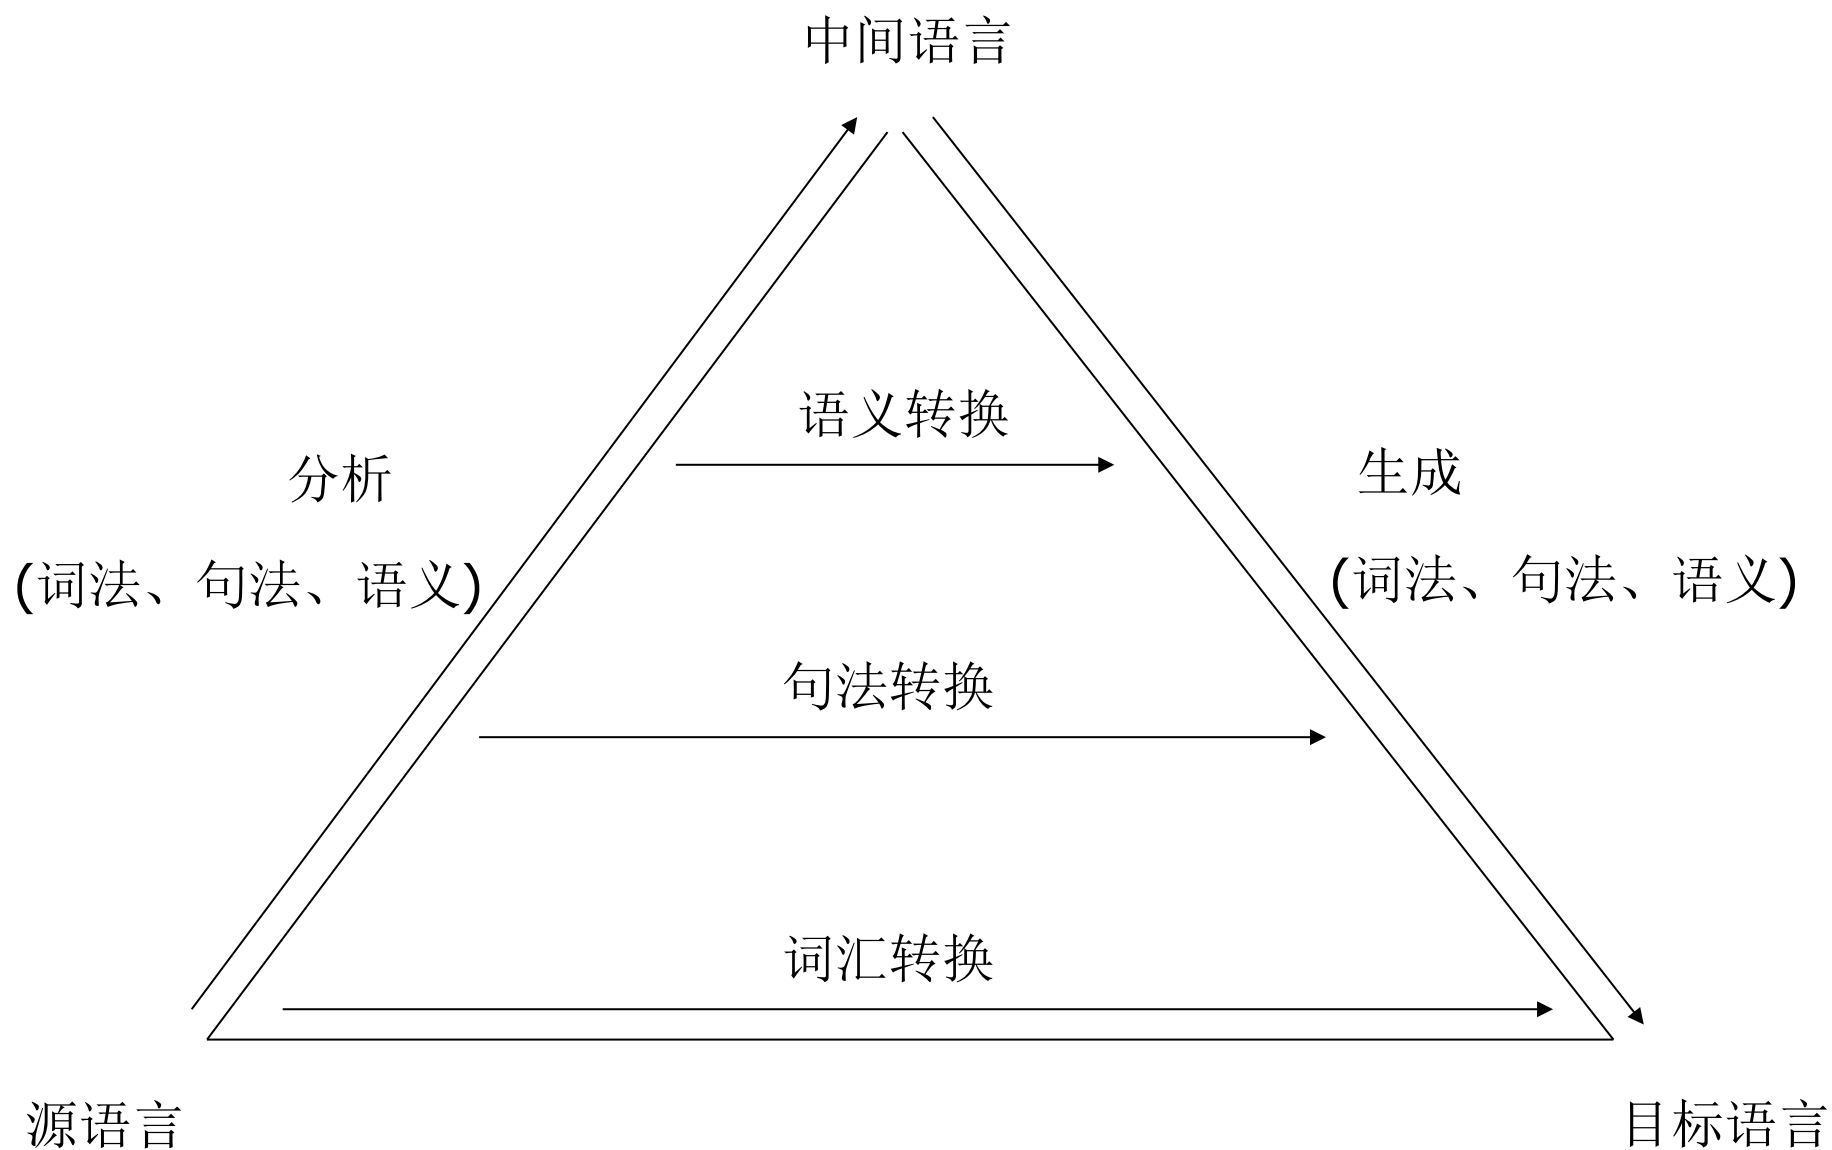 中间语言
语义转换
分析
生成
(词法、句法、语义)
(词法、句法、语义)
句法转换
词汇转换
源语言
目标语言